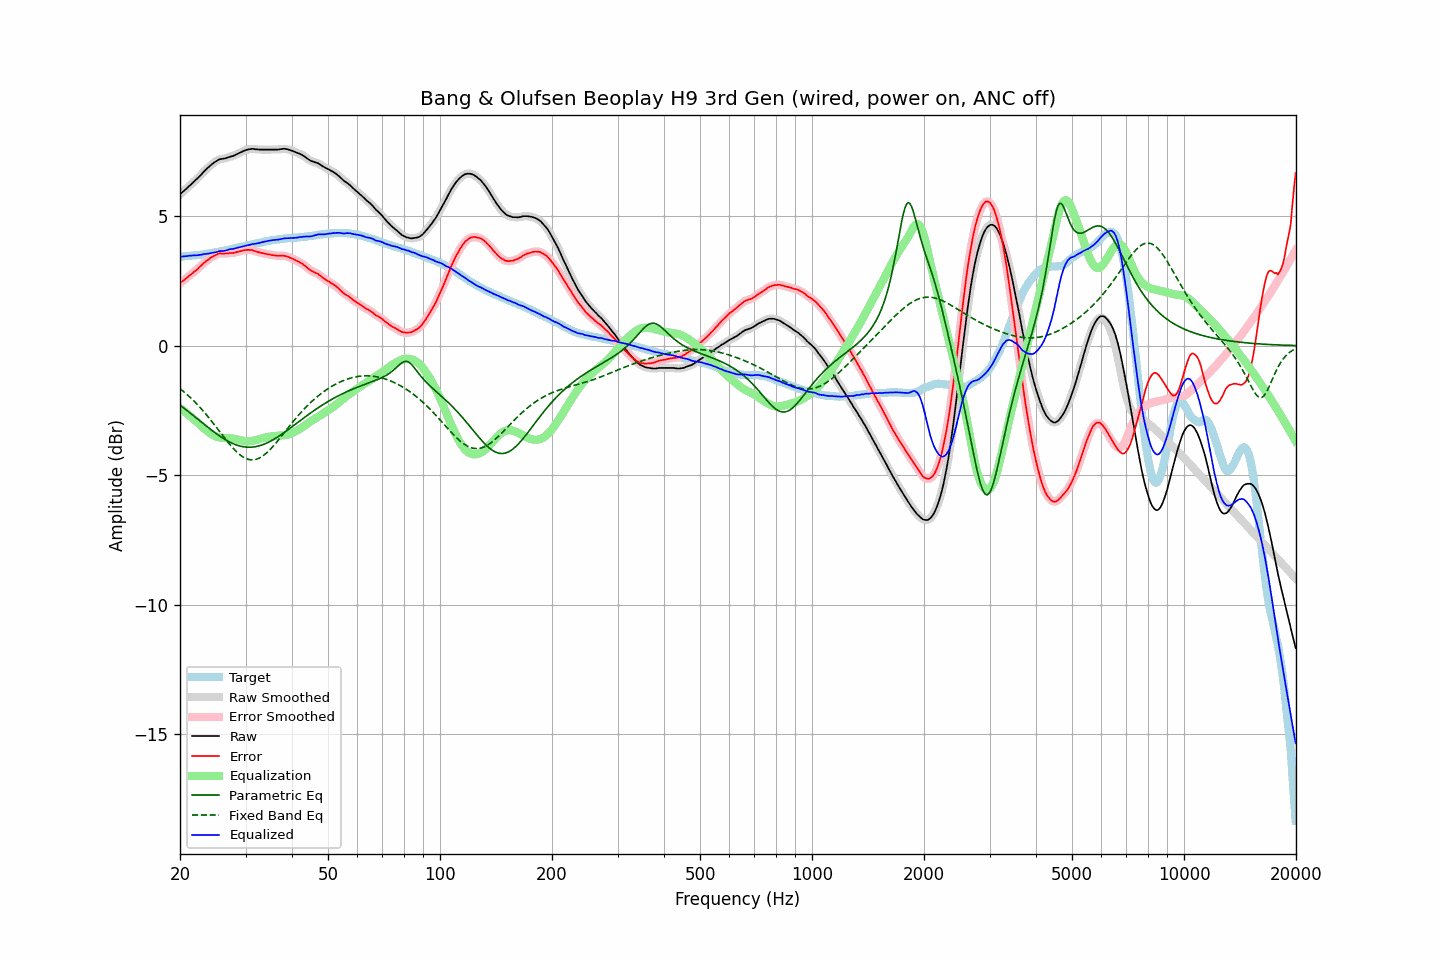 Bang & Olufsen Beoplay H9 3rd Gen (wired, power on, ANC off)
Amplitude (dBr)
5
0
−5
−10
−15
Target
Raw Smoothed
Error Smoothed
Raw
Error
Equalization
Parametric Eq
Fixed Band Eq
Equalized
20 50 100 200 500 1000 2000 5000 10000 20000
Frequency (Hz)